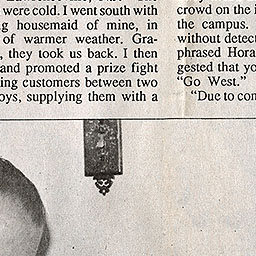 were cold. I went south with
g housemaid of mine, in
of warmer weather. Gra-
, they took us back. I then
and promoted a prize fight
ing customers between two
oys, supplying them with a
crowd on the i
the campus.
without detect
phrased Hora
gested that yo
"Go West."
"Due to con